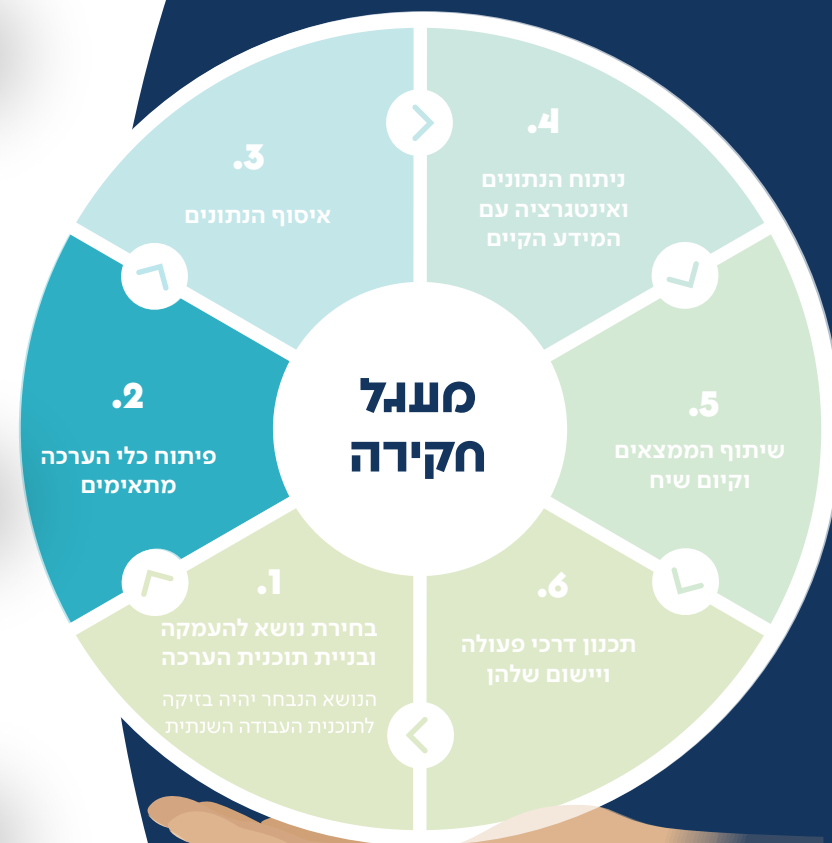 מעגל
חקירה
1.
בחירת נושא להעמקה
ובניית תוכנית הערכה
הנושא הנבחר יהיה בזיקה
לתוכנית העבודה השנתית
2.
פיתוח כלי הערכה
מתאימים
3.
איסוף הנתונים
4.
ניתוח הנתונים
ואינטגרציה עם
המידע הקיים
5.
שיתוף הממצאים
וקיום שיח
6.
תכנון דרכי פעולה
ויישום שלהן